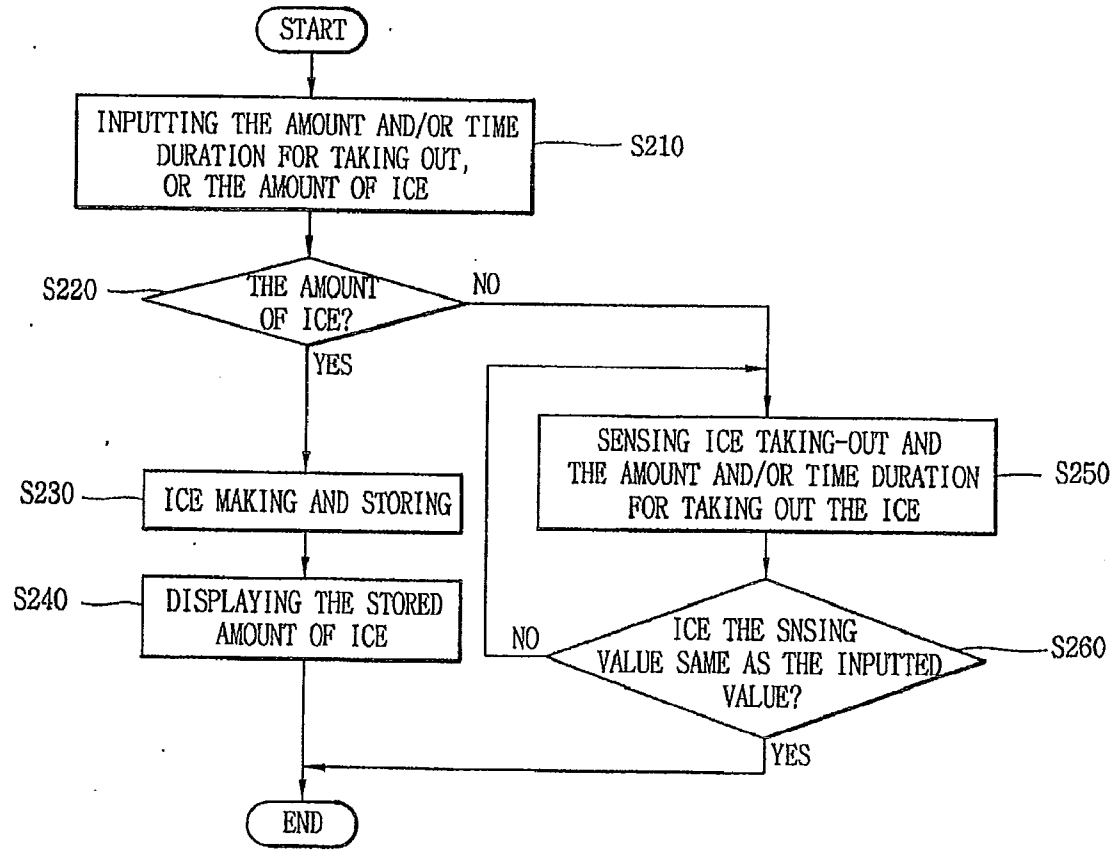 START
INPUTTING THE AMOUNT AND/OR TIME
DURATION FOR TAKING OUT,
OR THE AMOUNT OF ICE
S210
S220
THE AMOUNT
OF ICE?
NO
YES
S230
ICE MAKING AND STORING
S240
DISPLAYING THE STORED
AMOUNT OF ICE
SENSING ICE TAKING-OUT AND
THE AMOUNT AND/OR TIME DURATION
FOR TAKING OUT THE ICE
S250
NO
ICE THE SNSING
VALUE SAME AS THE INPUTTED
VALUE?
S260
YES
END